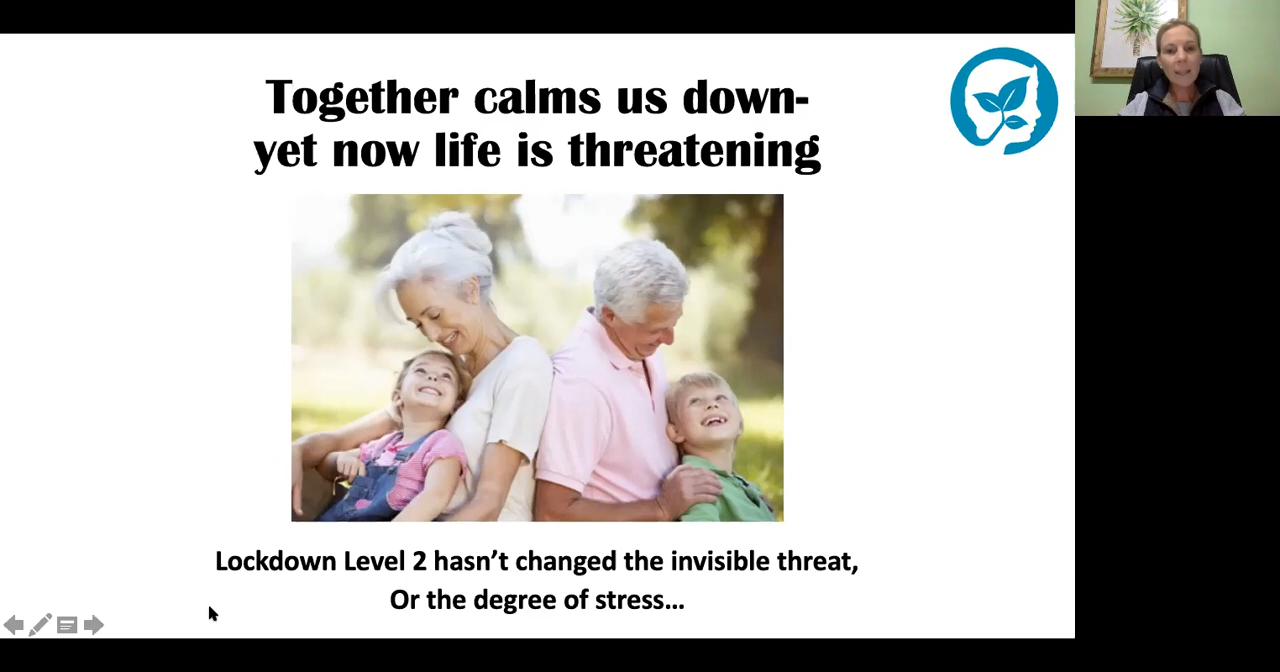 Together calms us down-
yet now life is threatening
Lockdown Level 2 hasn't changed the invisible threat,
Or the degree of stress...